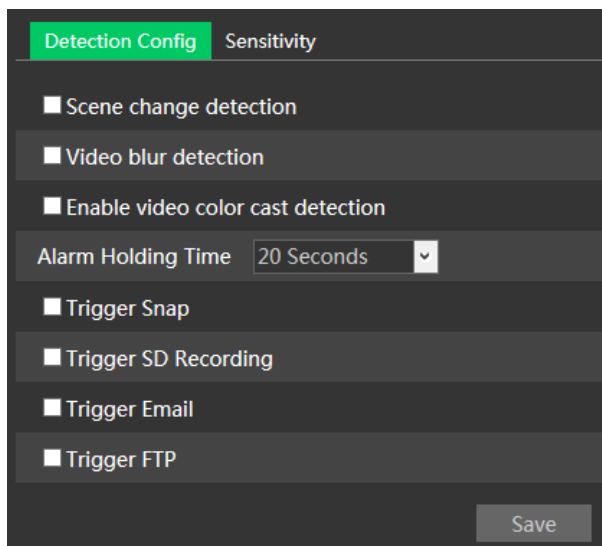 Detection Config Sensitivity
Scene change detection
Video blur detection
Enable video color cast detection
Alarm Holding Time 20 Seconds
Trigger Snap
Trigger SD Recording
Trigger Email
Trigger FTP
Save